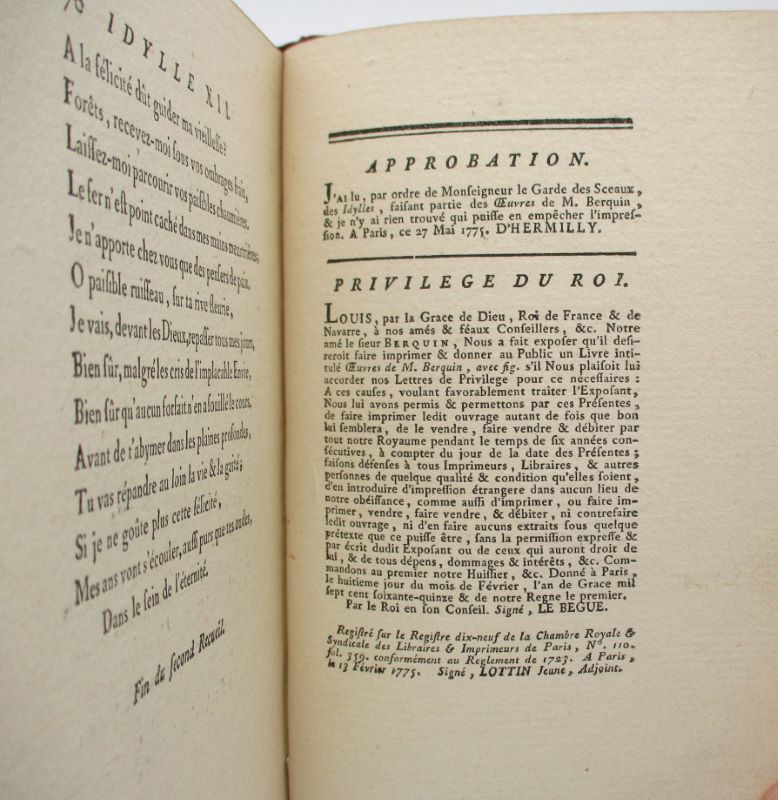 IDYLLE XII.
A la félicité dût guider ma vieilleſſe?
Forêts, recevez-moi ſous vos ombrages frais,
Laiſſez-moi parcourir vos paiſibles chaumières.
Le fer n'eſt point caché dans mes mains meurtrières;
Je n'apporte chez vous que des penſers de paix.
O paiſible ruiſſeau, ſur ta rive fleurie,
Je vais, devant les Dieux, repaſſer tous mes jours,
Bien ſûr, malgré les cris de l'implacable Envie,
Bien ſûr qu'aucun forfait n'en a ſouillé le cours.
Avant de t'abymer dans les plaines profondes,
Tu vas répandre au loin la vie & la gaité;
Si je ne goûte plus cette félicité,
Mes ans vont s'écouler, auſſi purs que tes ondes,
Dans le ſein de l'éternité.
Fin du ſecond Recueil.
APPROBATION.
J'AI lu, par ordre de Monſeigneur le Garde des Sceaux,
des Idylles, faiſant partie des Œuvres de M. Berquin,
& je n'y ai rien trouvé qui puiſſe en empêcher l'impreſ-
ſion. A Paris, ce 27 Mai 1775. D'HERMILLY.
PRIVILEGE DU ROI.
LOUIS, par la Grace de Dieu, Roi de France & de
Navarre, à nos amés & féaux Conſeillers, &c. Notre
amé le ſieur BERQUIN, Nous a fait expoſer qu'il deſi-
reroit faire imprimer & donner au Public un Livre inti-
tulé Œuvres de M. Berquin, avec fig. s'il Nous plaiſoit lui
accorder nos Lettres de Privilege pour ce néceſſaires:
A ces cauſes, voulant favorablement traiter l'Expoſant,
Nous lui avons permis & permettons par ces Préſentes,
de faire imprimer ledit ouvrage autant de fois que bon
lui ſemblera, de le vendre, faire vendre & débiter par
tout notre Royaume pendant le temps de ſix années con-
ſécutives, à compter du jour de la date des Préſentes;
faiſons défenſes à tous Imprimeurs, Libraires, & autres
perſonnes de quelque qualité & condition qu'elles ſoient,
d'en introduire d'impreſſion étrangere dans aucun lieu de
notre obéiſſance, comme auſſi d'imprimer, ou faire im-
primer, vendre, faire vendre, & débiter, ni contrefaire
ledit ouvrage, ni d'en faire aucuns extraits ſous quelque
prétexte que ce puiſſe être, ſans la permiſſion expreſſe &
par écrit dudit Expoſant ou de ceux qui auront droit de
lui, & de tous dépens, dommages & intérêts, &c. Com-
mandons au premier notre Huiſſier, &c. Donné à Paris,
le huitieme jour du mois de Février, l'an de Grace mil
ſept cent ſoixante-quinze & de notre Regne le premier.
Par le Roi en ſon Conſeil. Signé, LE BEGUE.
Regiſtré ſur le Regiſtre dix-neuf de la Chambre Royale &
Syndicale des Libraires & Imprimeurs de Paris, N°. 110.
fol. 359. conformément au Reglement de 1723. A Paris,
le 13 Février 1775. Signé, LOTTIN Jeune, Adjoint.